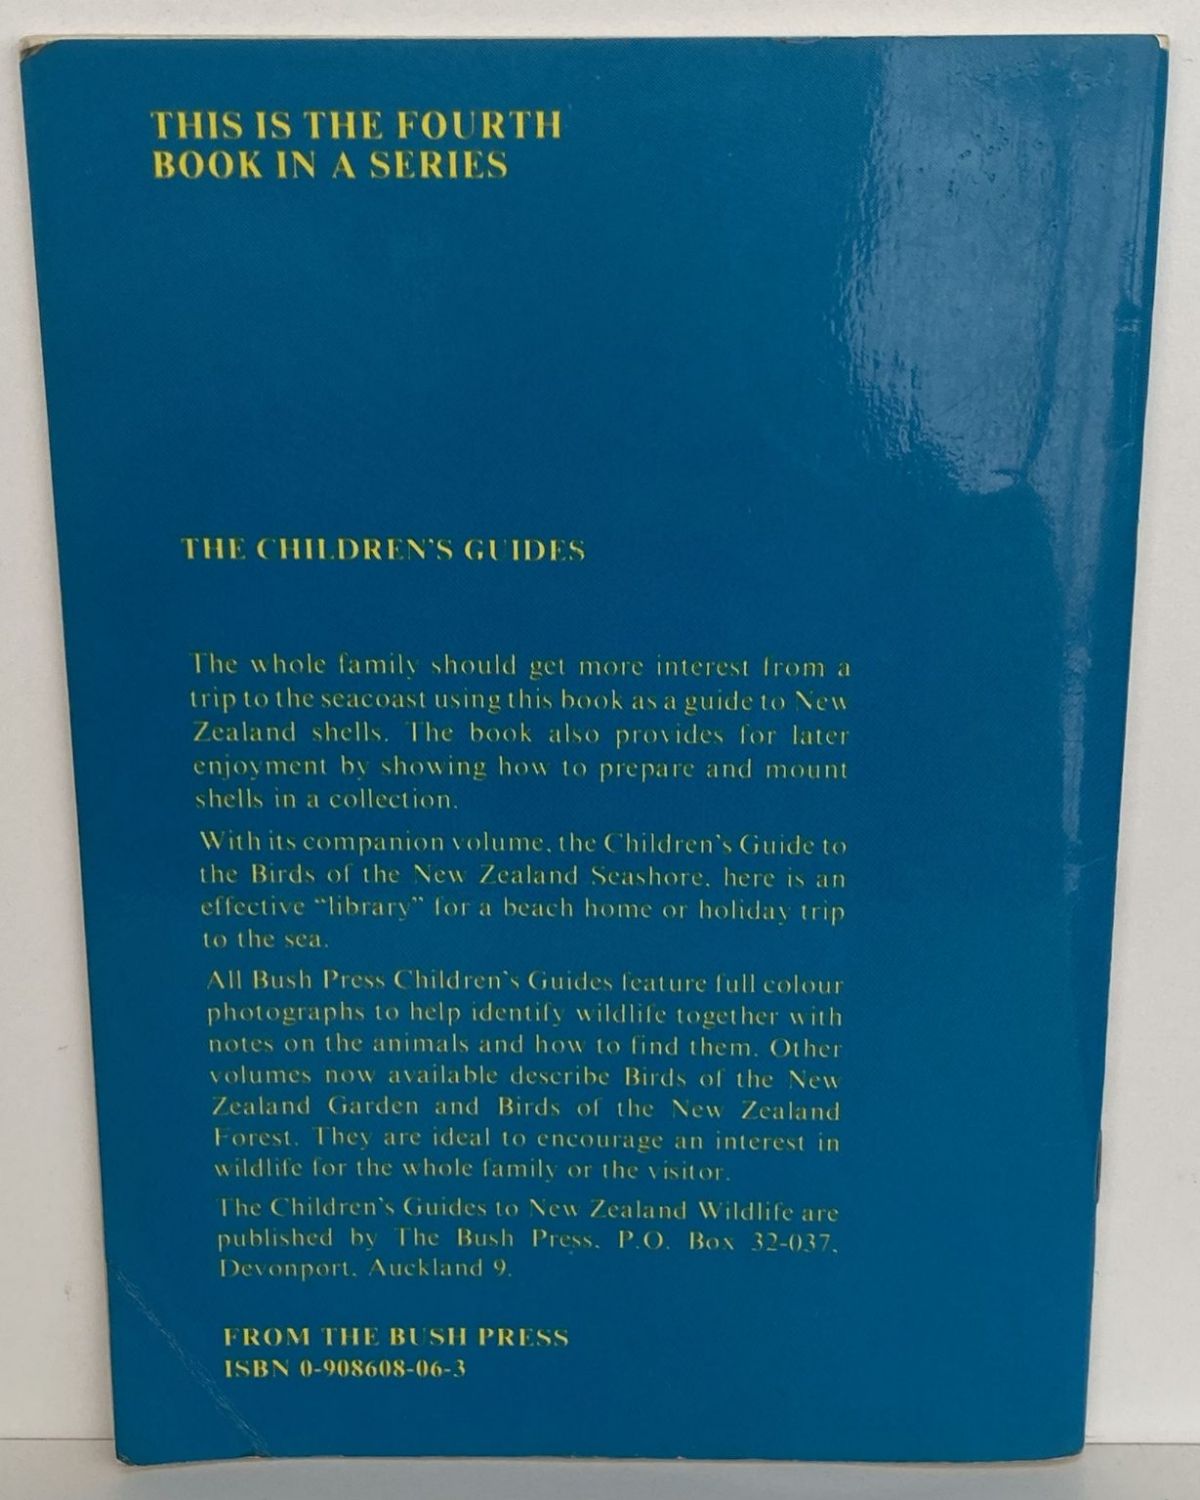 THIS IS THE FOURTH
BOOK IN A SERIES
THE CHILDREN'S GUIDES
The whole family should get more interest from a
trip to the seacoast using this book as a guide to New
Zealand shells. The book also provides for later
enjoyment by showing how to prepare and mount
shells in a collection.
With its companion volume, the Children's Guide to
the Birds of the New Zealand Seashore, here is an
effective "library" for a beach home or holiday trip
to the sea.
All Bush Press Children's Guides feature full colour
photographs to help identify wildlife together with
notes on the animals and how to find them. Other
volumes now available describe Birds of the New
Zealand Garden and Birds of the New Zealand
Forest. They are ideal to encourage an interest in
wildlife for the whole family or the visitor.
The Children's Guides to New Zealand Wildlife are
published by The Bush Press, P.O. Box 32-037,
Devonport, Auckland 9.
FROM THE BUSH PRESS
ISBN 0-908608-06-3